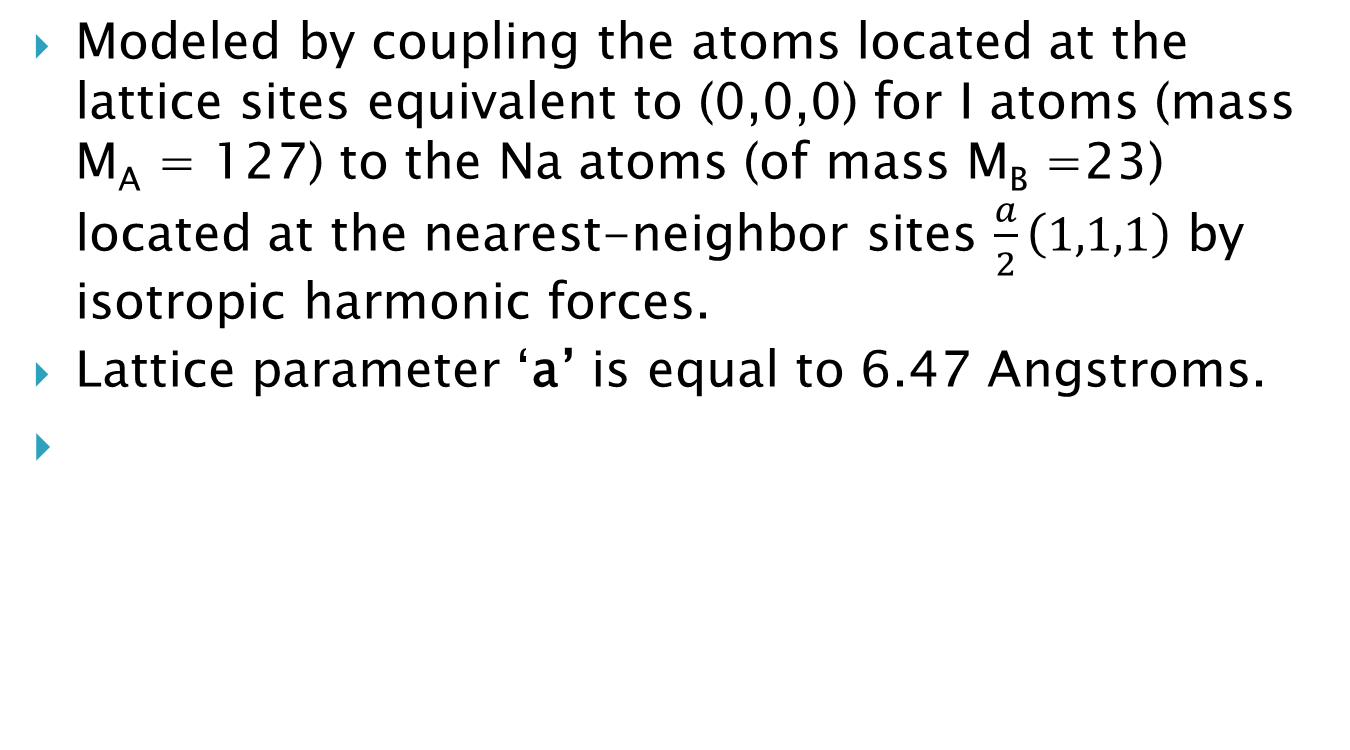 Modeled by coupling the atoms located at the
lattice sites equivalent to (0,0,0) for I atoms (mass
M_A = 127) to the Na atoms (of mass M_B =23)
located at the nearest-neighbor sites a/2 (1,1,1) by
isotropic harmonic forces.
Lattice parameter ‘a’ is equal to 6.47 Angstroms.